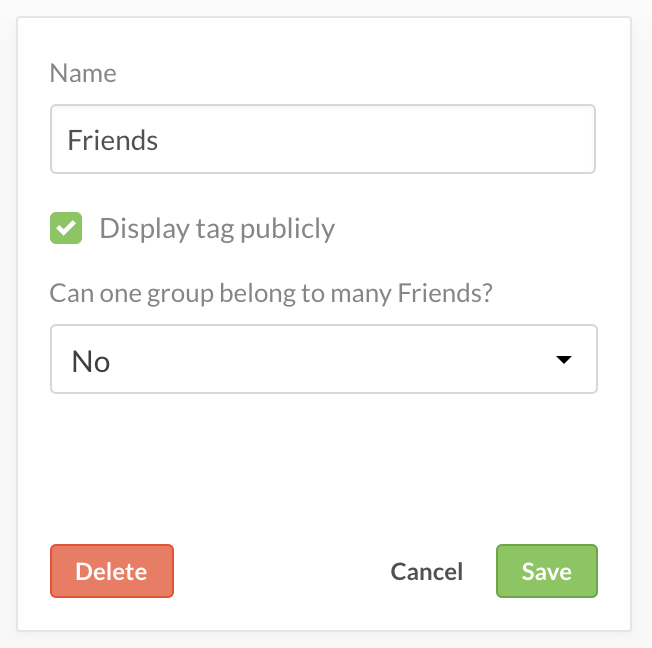 Name
Friends
Display tag publicly
Can one group belong to many Friends?
No
Delete Cancel Save